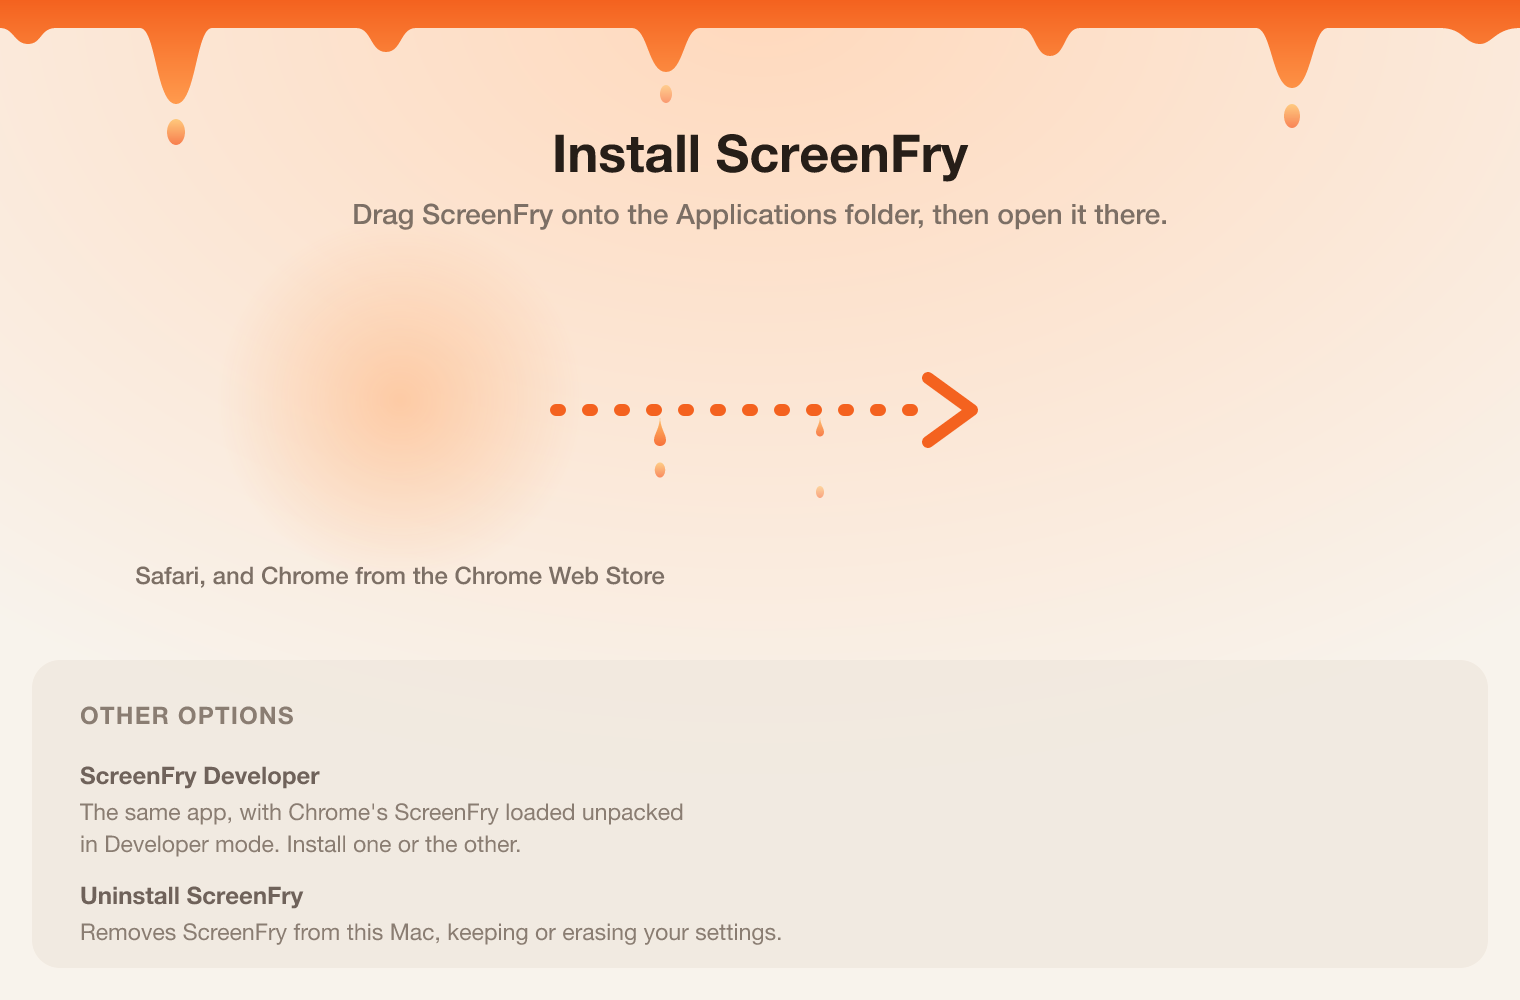 Install ScreenFry
Drag ScreenFry onto the Applications folder, then open it there.
Safari, and Chrome from the Chrome Web Store
OTHER OPTIONS
ScreenFry Developer
The same app, with Chrome's ScreenFry loaded unpacked
in Developer mode. Install one or the other.
Uninstall ScreenFry
Removes ScreenFry from this Mac, keeping or erasing your settings.